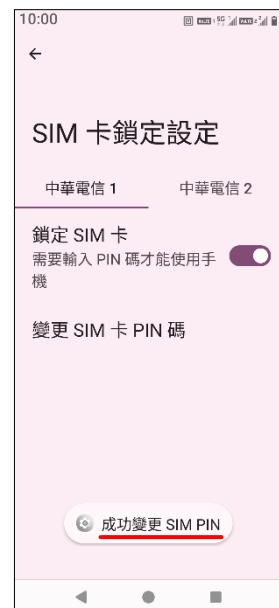 10:00
SIM 卡鎖定設定
中華電信 1
中華電信 2
鎖定 SIM 卡
需要輸入 PIN 碼才能使用手
機
變更 SIM 卡 PIN 碼
成功變更 SIM PIN